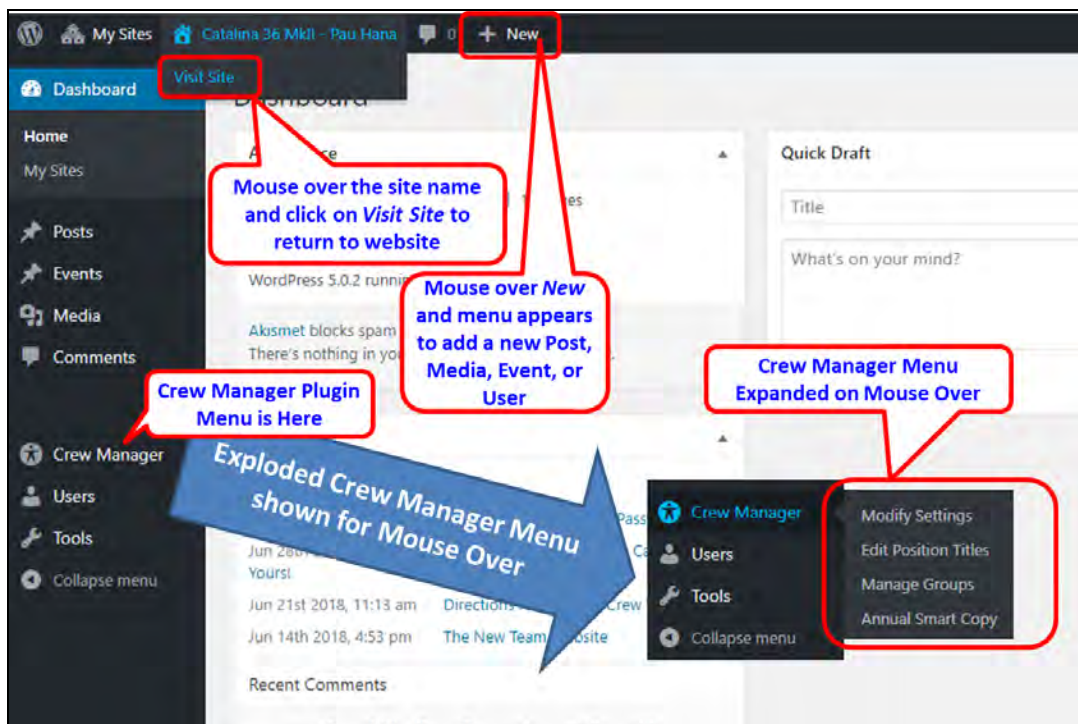 My Sites Catalina 36 MkII - Pau Hana 0 + New
Visit Site
Dashboard
Dashboard
Home
My Sites
Posts
Events
Media
Comments
Crew Manager
Users
Tools
Collapse menu
Mouse over the site name
and click on Visit Site to
return to website
WordPress 5.0.2
Akismet blocks spam
There's nothing in
Mouse over New
and menu appears
to add a new Post,
Media, Event, or
User
Quick Draft
Title
What's on your mind?
Crew Manager Plugin
Menu is Here
Crew Manager Menu
Expanded on Mouse Over
Exploded Crew Manager Menu
shown for Mouse Over
Yours!
Jun 21st 2018, 11:13 am Directions Crew
Jun 14th 2018, 4:53 pm The New Team
Recent Comments
Crew Manager
Users
Tools
Collapse menu
Modify Settings
Edit Position Titles
Manage Groups
Annual Smart Copy